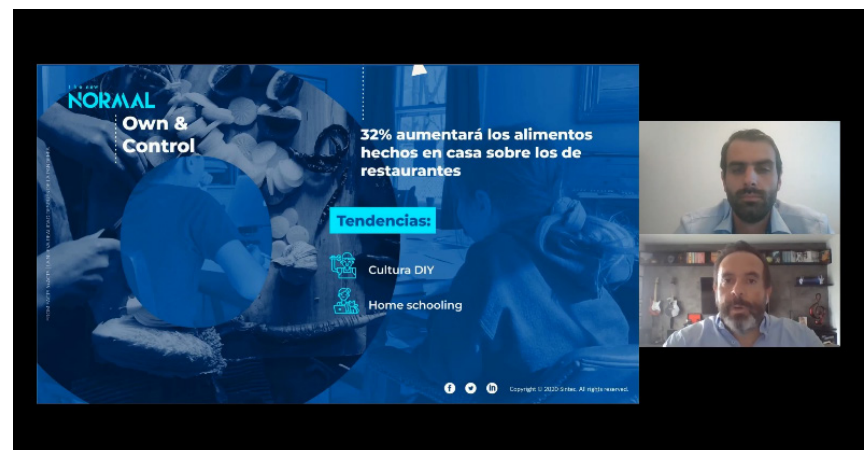 NORMAL
Own &
Control
32% aumentará los alimentos
hechos en casa sobre los de
restaurantes
Tendencias:
Cultura DIY
Home schooling
Copyright © 2020 Sintec. All rights reserved.